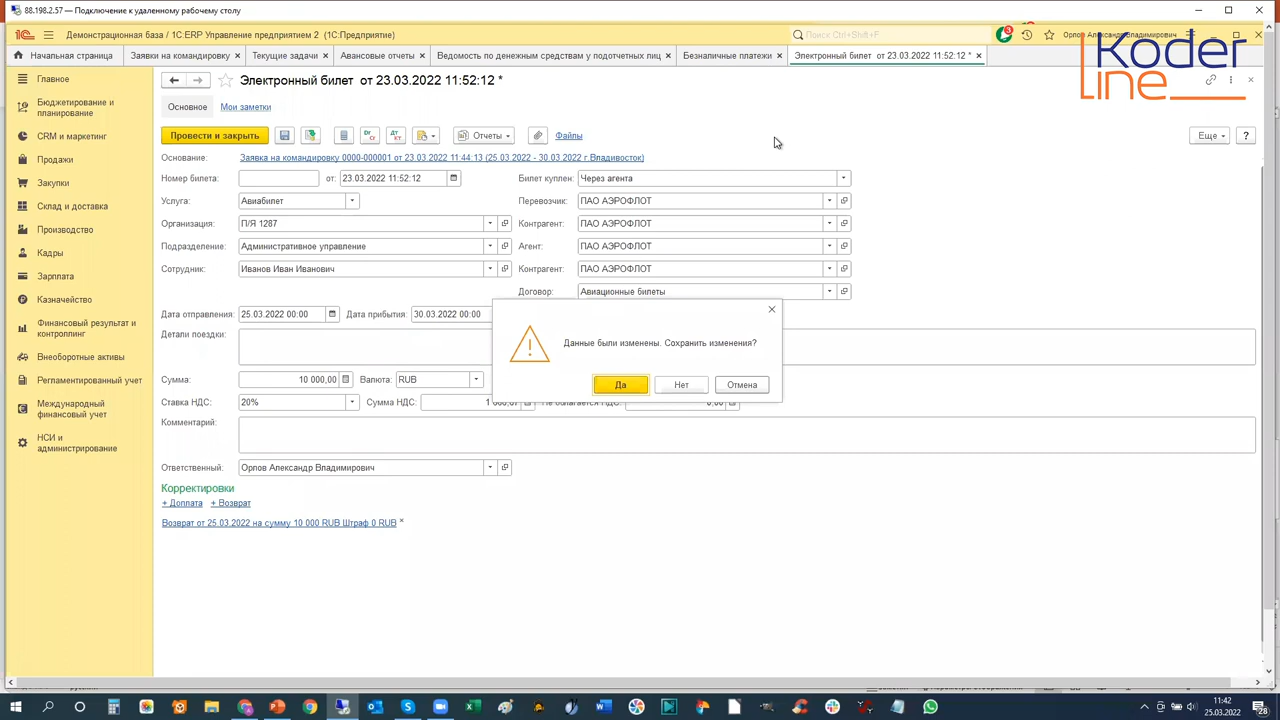 88.198.2.57 — Подключение к удаленному рабочему столу
Демонстрационная база / 1С:ERP Управление предприятием 2 (1С:Предприятие)
Поиск Ctrl+Shift+F
3
Орлов Александр Владимирович
Начальная страница
Заявки на командировку ×
Текущие задачи ×
Авансовые отчеты ×
Ведомость по денежным средствам у подотчетных лиц ×
Безналичные платежи ×
Электронный билет от 23.03.2022 11:52:12 * ×
Koder
Line
Главное
Бюджетирование и
планирование
CRM и маркетинг
Продажи
Закупки
Склад и доставка
Производство
Кадры
Зарплата
Казначейство
Финансовый результат и
контроллинг
Внеоборотные активы
Регламентированный учет
Международный
финансовый учет
НСИ и
администрирование
Электронный билет от 23.03.2022 11:52:12 *
Основное Мои заметки
Провести и закрыть Отчеты Файлы Еще ?
Основание: Заявка на командировку 0000-000001 от 23.03.2022 11:44:13 (25.03.2022 - 30.03.2022 г.Владивосток)
Номер билета: от: 23.03.2022 11:52:12 Билет куплен: Через агента
Услуга: Авиабилет Перевозчик: ПАО АЭРОФЛОТ
Организация: П/Я 1287 Контрагент: ПАО АЭРОФЛОТ
Подразделение: Административное управление Агент: ПАО АЭРОФЛОТ
Сотрудник: Иванов Иван Иванович Контрагент: ПАО АЭРОФЛОТ
Договор: Авиационные билеты
Дата отправления: 25.03.2022 00:00 Дата прибытия: 30.03.2022 00:00
Детали поездки:
Данные были изменены. Сохранить изменения?
Да Нет Отмена
Сумма: 10 000,00 Валюта: RUB
Ставка НДС: 20% Сумма НДС:
Комментарий:
Ответственный: Орлов Александр Владимирович
Корректировки
+ Доплата + Возврат
Возврат от 25.03.2022 на сумму 10 000 RUB Штраф 0 RUB ×
11:42
25.03.2022
28